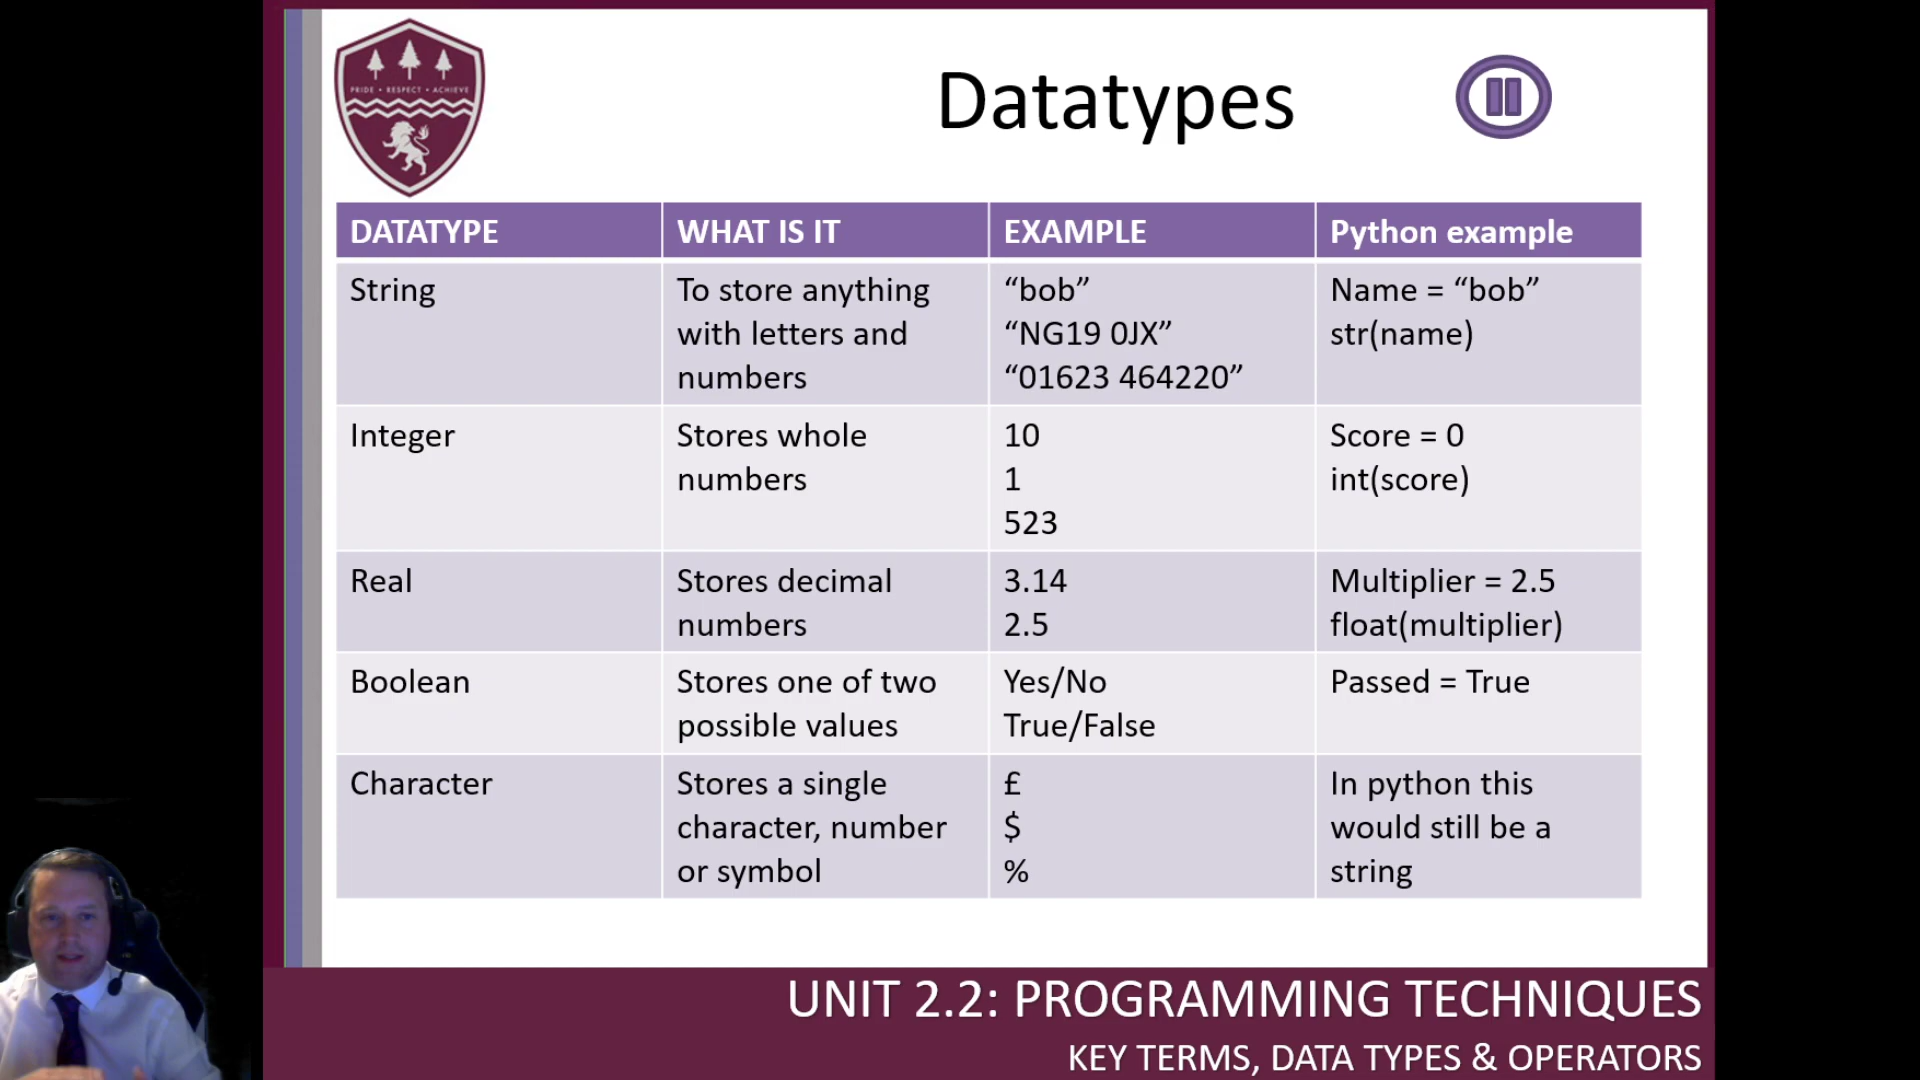 PRIDE • RESPECT • ACHIEVE
Datatypes
DATATYPE
WHAT IS IT
EXAMPLE
Python example
String
To store anything
with letters and
numbers
“bob”
“NG19 0JX”
“01623 464220”
Name = “bob”
str(name)
Integer
Stores whole
numbers
10
1
523
Score = 0
int(score)
Real
Stores decimal
numbers
3.14
2.5
Multiplier = 2.5
float(multiplier)
Boolean
Stores one of two
possible values
Yes/No
True/False
Passed = True
Character
Stores a single
character, number
or symbol
£
$
%
In python this
would still be a
string
UNIT 2.2: PROGRAMMING TECHNIQUES
KEY TERMS, DATA TYPES & OPERATORS